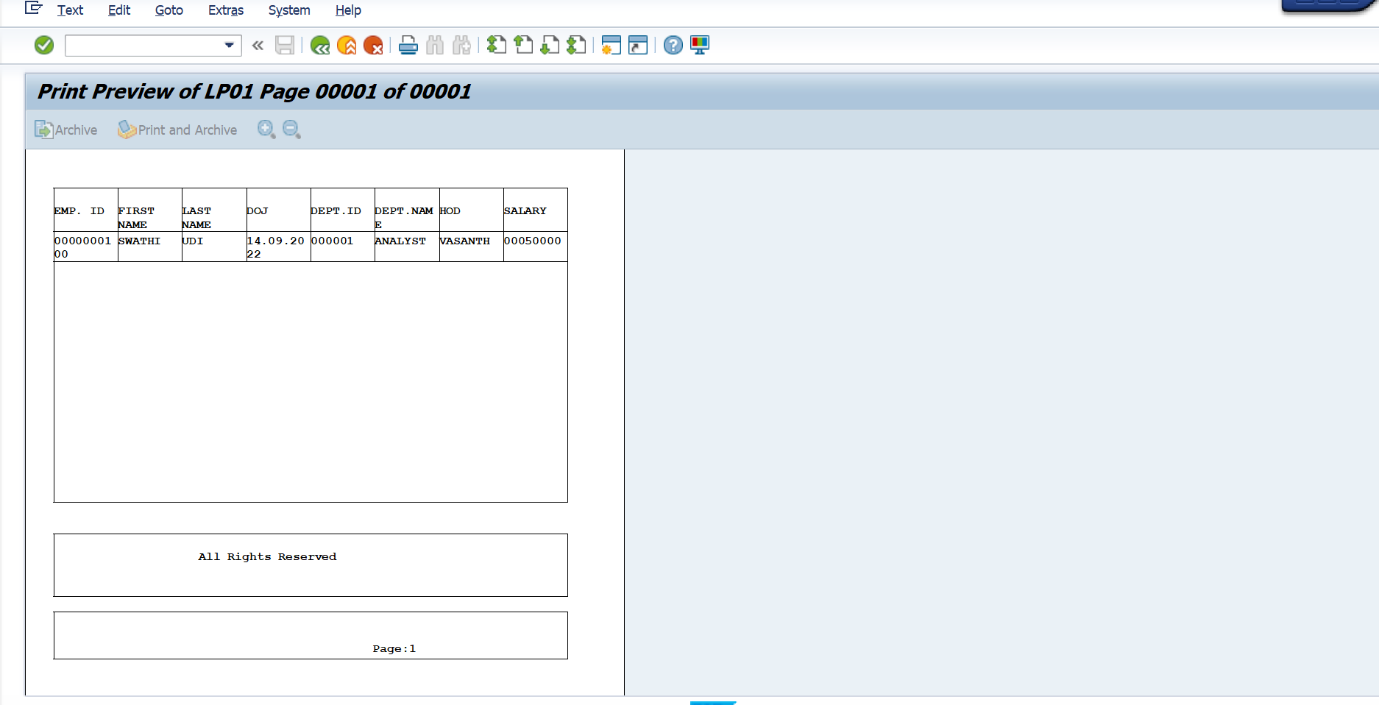 Text Edit Goto Extras System Help
Print Preview of LP01 Page 00001 of 00001
Archive Print and Archive
EMP. ID FIRST LAST DOJ DEPT.ID DEPT.NAM HOD SALARY
NAME NAME E
00000001 SWATHI UDI 14.09.20 000001 ANALYST VASANTH 00050000
00 22
All Rights Reserved
Page:1